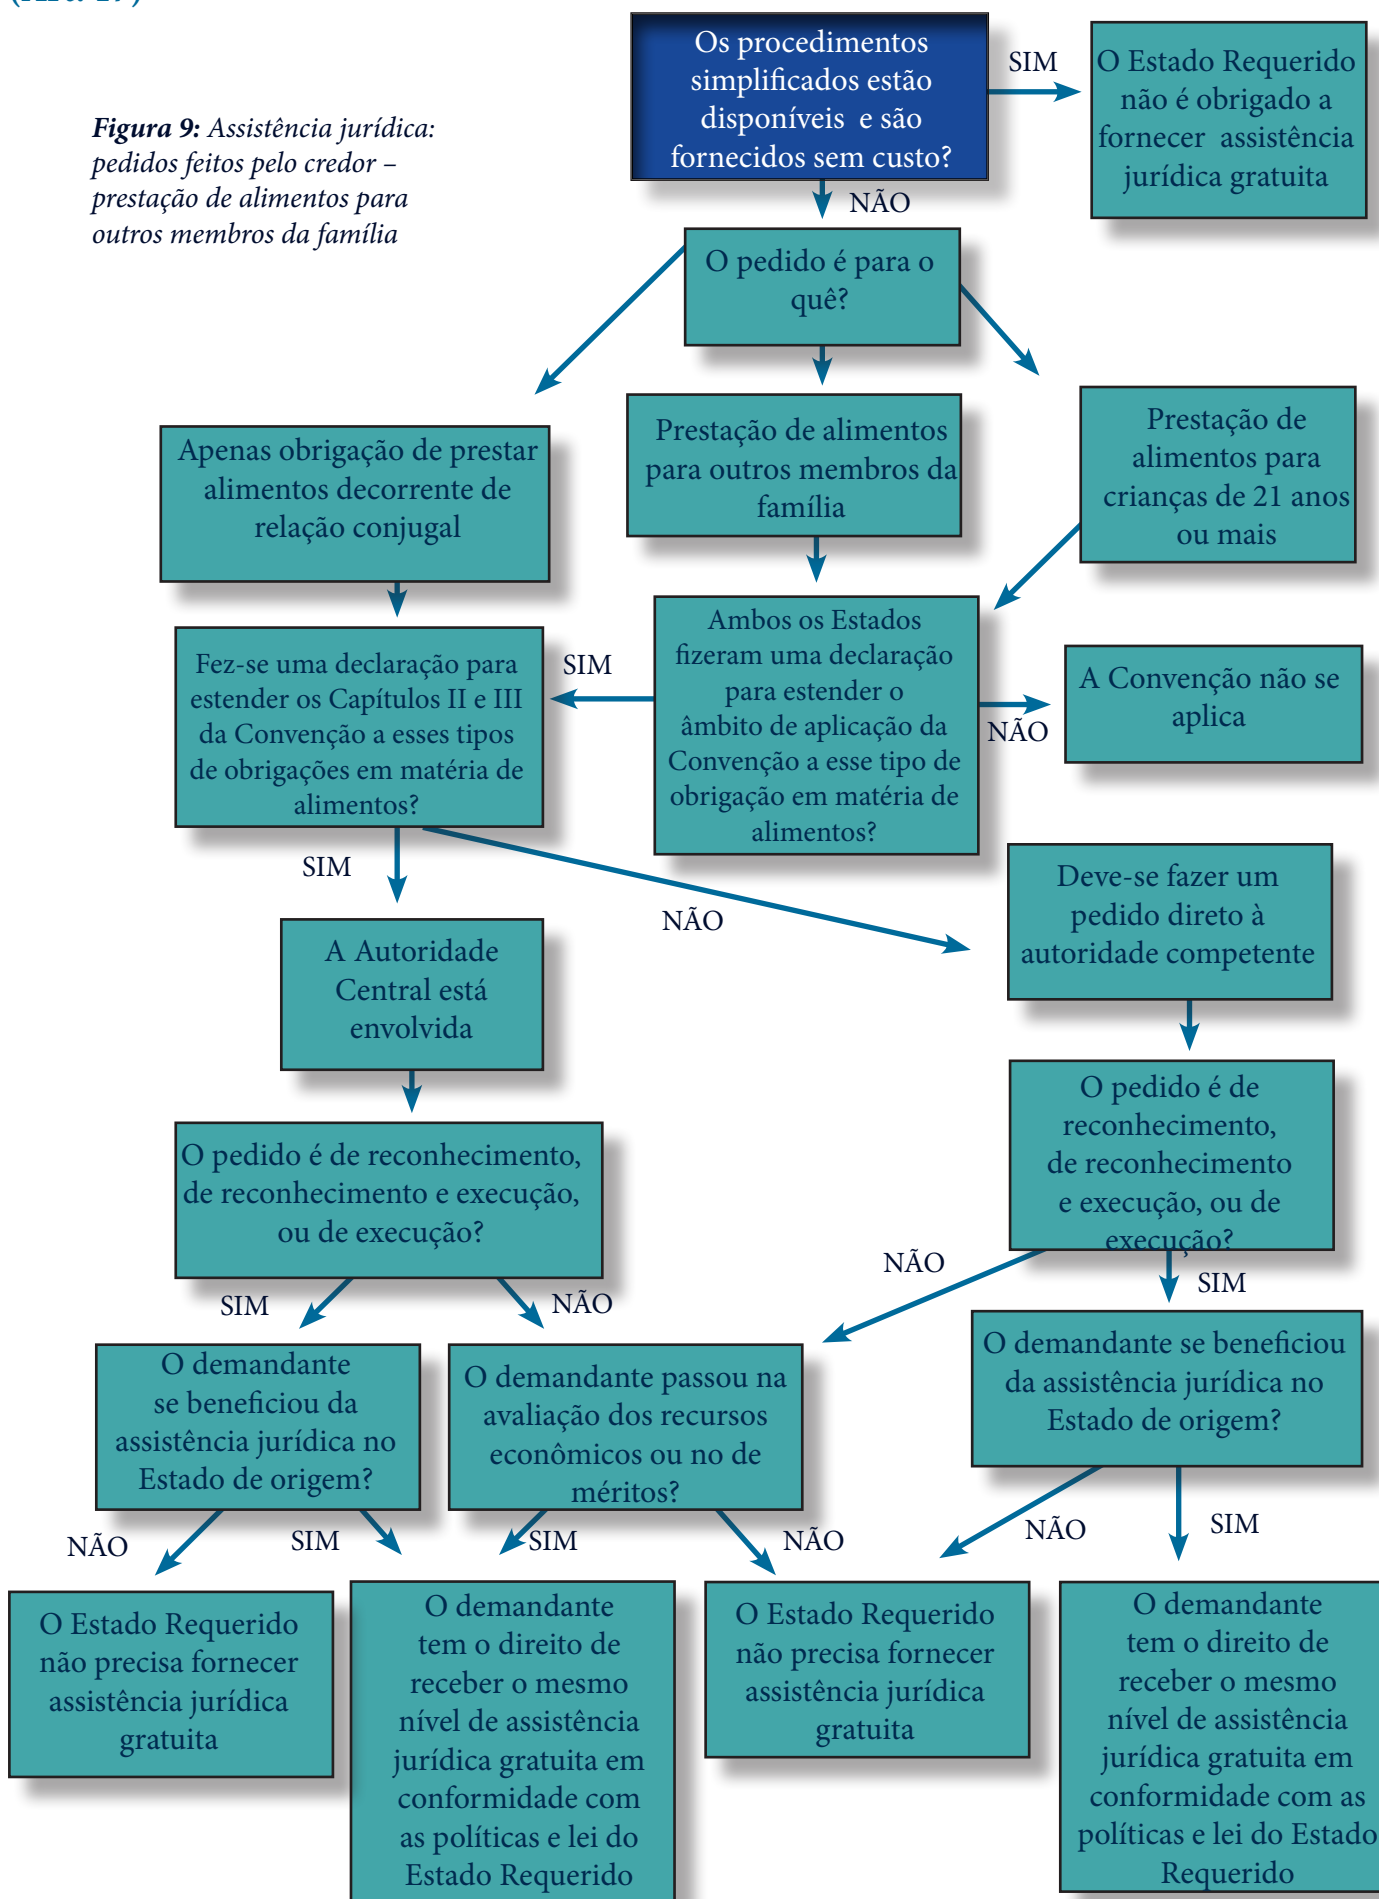 Os procedimentos
simplificados estão
disponíveis e são
fornecidos sem custo?
SIM
O Estado Requerido
não é obrigado a
fornecer assistência
jurídica gratuita
Figura 9: Assistência jurídica:
pedidos feitos pelo credor –
prestação de alimentos para
outros membros da família
NÃO
O pedido é para o
quê?
Apenas obrigação de prestar
alimentos decorrente de
relação conjugal
Prestação de alimentos
para outros membros da
família
Prestação de
alimentos para
crianças de 21 anos
ou mais
Fez-se uma declaração para
estender os Capítulos II e III
da Convenção a esses tipos
de obrigações em matéria de
alimentos?
SIM
Ambos os Estados
fizeram uma declaração
para estender o
âmbito de aplicação da
Convenção a esse tipo de
obrigação em matéria de
alimentos?
NÃO
A Convenção não se
aplica
SIM
NÃO
A Autoridade
Central está
envolvida
Deve-se fazer um
pedido direto à
autoridade competente
O pedido é de reconhecimento,
de reconhecimento e execução,
ou de execução?
O pedido é de
reconhecimento,
de reconhecimento
e execução, ou de
execução?
SIM
NÃO
NÃO
SIM
O demandante
se beneficiou da
assistência jurídica no
Estado de origem?
O demandante passou na
avaliação dos recursos
econômicos ou no de
méritos?
O demandante se beneficiou
da assistência jurídica no
Estado de origem?
NÃO
SIM
SIM
NÃO
NÃO
SIM
O Estado Requerido
não precisa fornecer
assistência jurídica
gratuita
O demandante
tem o direito de
receber o mesmo
nível de assistência
jurídica gratuita em
conformidade com
as políticas e lei do
Estado Requerido
O Estado Requerido
não precisa fornecer
assistência jurídica
gratuita
O demandante
tem o direito de
receber o mesmo
nível de assistência
jurídica gratuita em
conformidade com as
políticas e lei do Estado
Requerido